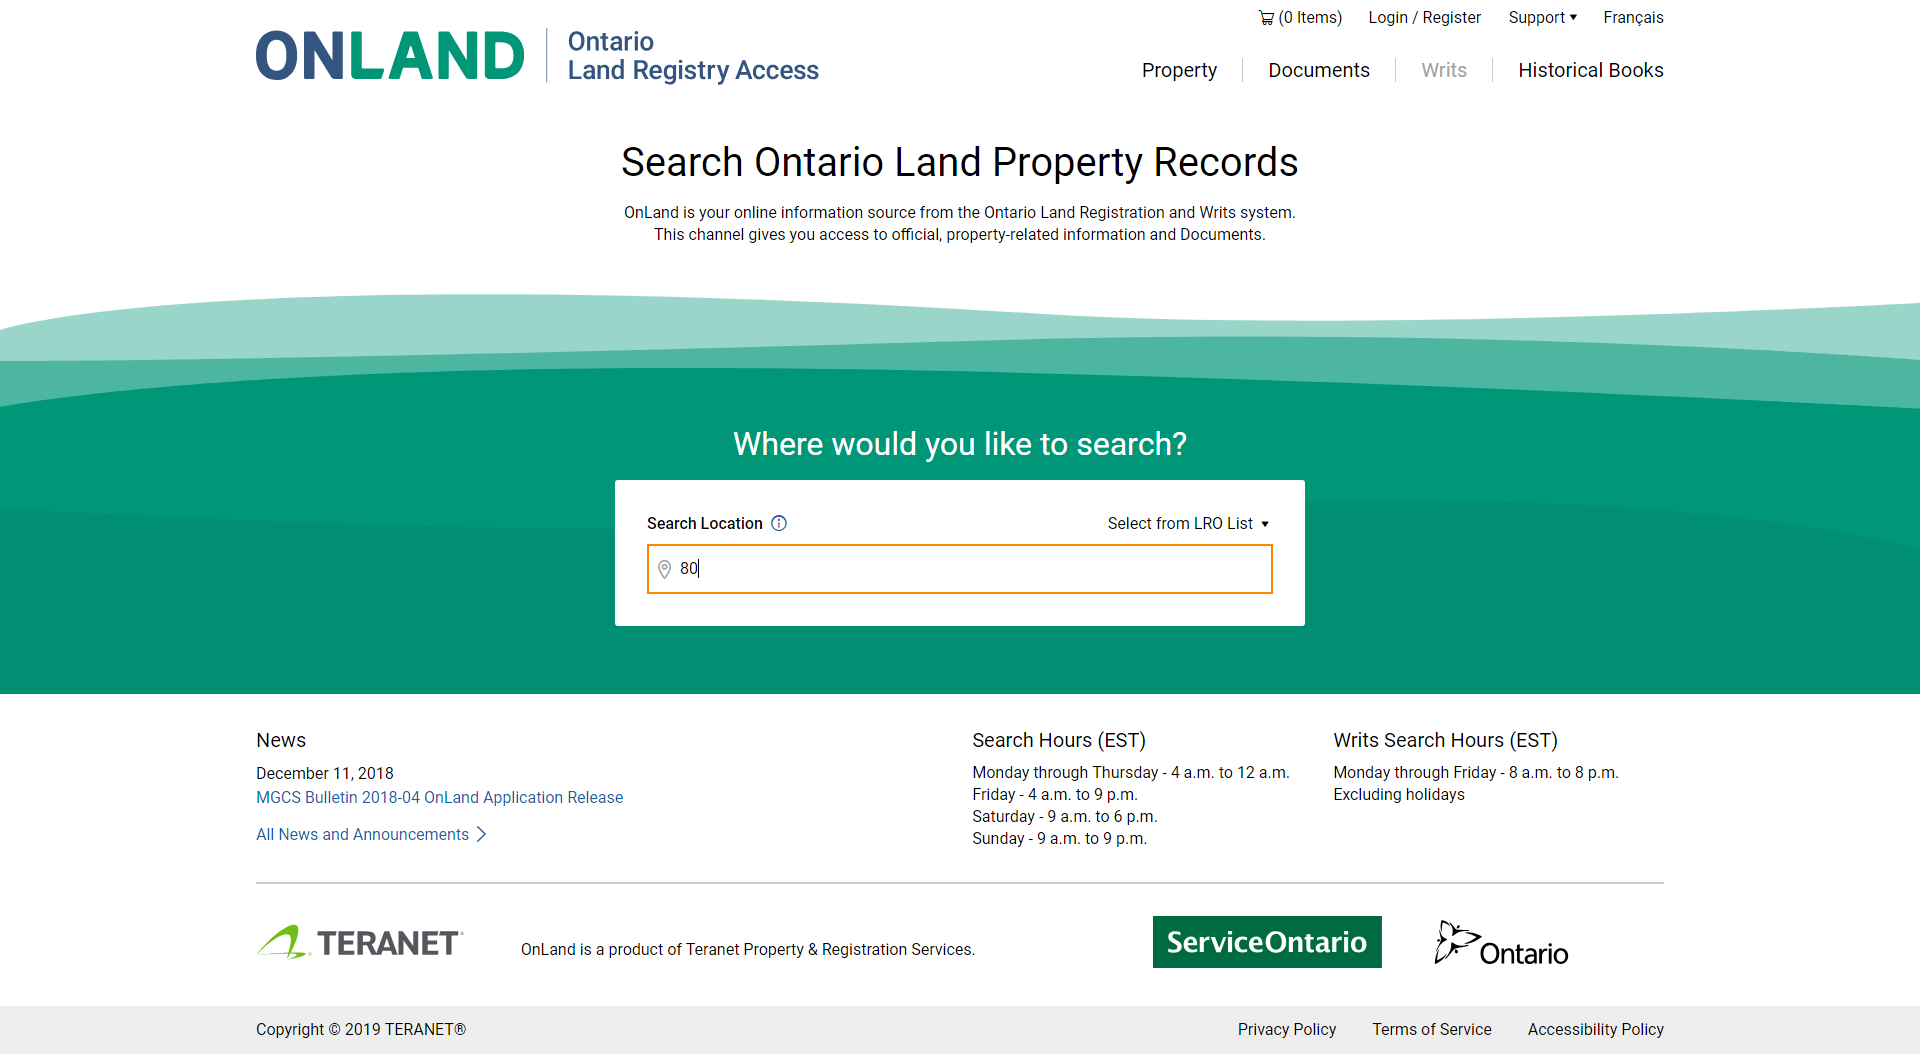 (0 Items)
Login / Register
Support
Français
ONLAND
Ontario
Land Registry Access
Property
Documents
Writs
Historical Books
Search Ontario Land Property Records
OnLand is your online information source from the Ontario Land Registration and Writs system.
This channel gives you access to official, property-related information and Documents.
Where would you like to search?
Search Location
Select from LRO List
80
News
December 11, 2018
MGCS Bulletin 2018-04 OnLand Application Release
All News and Announcements
Search Hours (EST)
Monday through Thursday - 4 a.m. to 12 a.m.
Friday - 4 a.m. to 9 p.m.
Saturday - 9 a.m. to 6 p.m.
Sunday - 9 a.m. to 9 p.m.
Writs Search Hours (EST)
Monday through Friday - 8 a.m. to 8 p.m.
Excluding holidays
TERANET
OnLand is a product of Teranet Property & Registration Services.
ServiceOntario
Ontario
Copyright © 2019 TERANET®
Privacy Policy
Terms of Service
Accessibility Policy